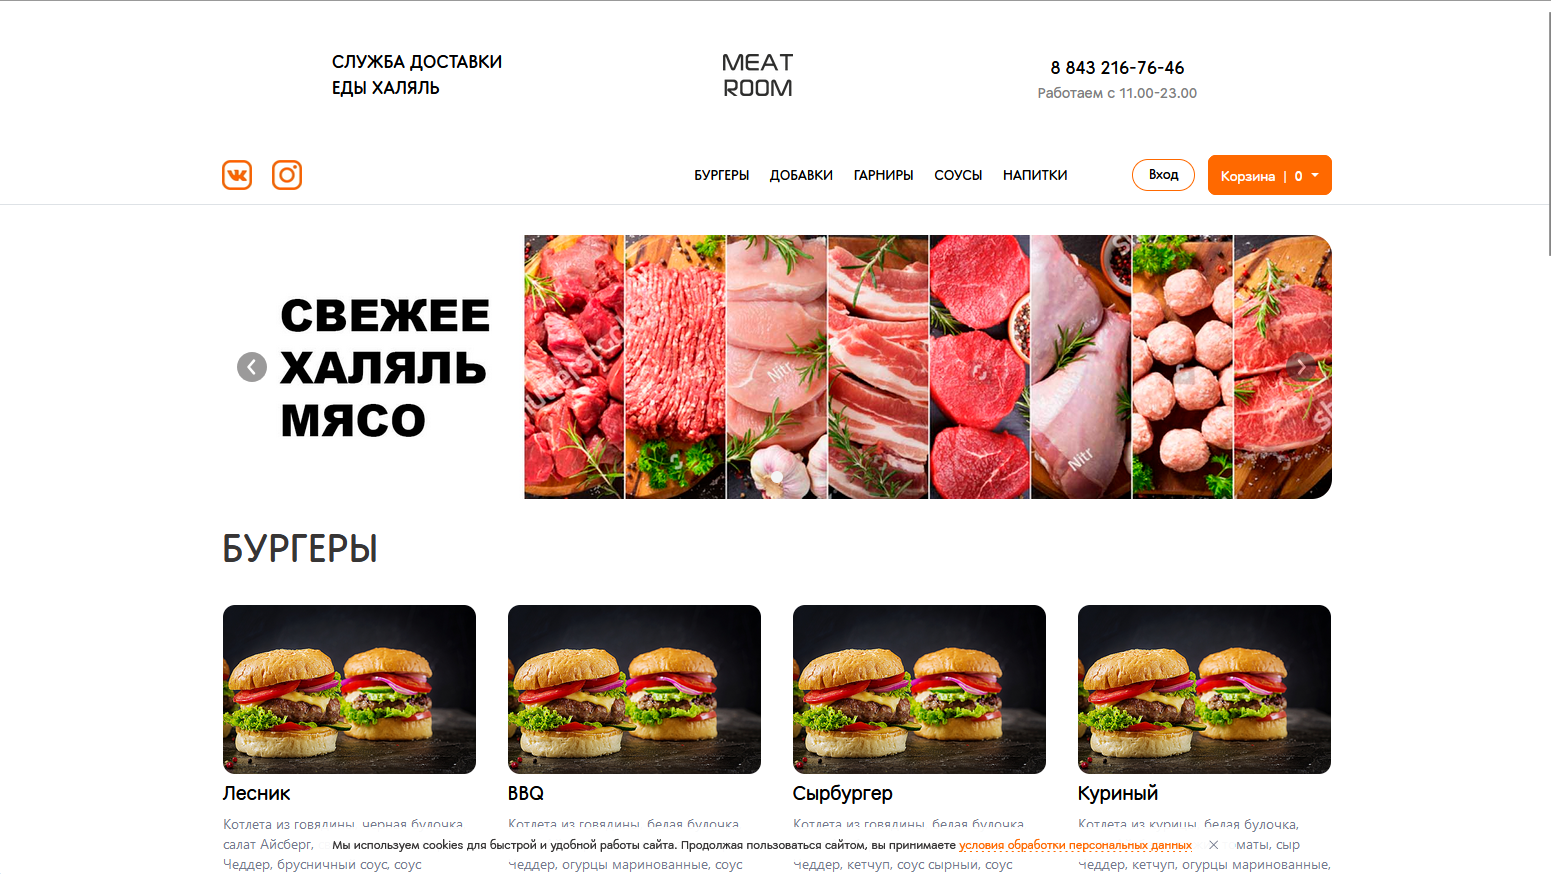 СЛУЖБА ДОСТАВКИ
ЕДЫ ХАЛЯЛЬ
MEAT
ROOM
8 843 216-76-46
Работаем с 11.00-23.00
БУРГЕРЫ ДОБАВКИ ГАРНИРЫ СОУСЫ НАПИТКИ
Вход
Корзина | 0
СВЕЖЕЕ
ХАЛЯЛЬ
МЯСО
БУРГЕРЫ
Лесник
Котлета из говядины, черная булочка,
салат Айсберг,
Чеддер, брусничный соус, соус
BBQ
Котлета из говядины, белая булочка,
Чеддер, огурцы маринованные, соус
Сырбургер
Котлета из говядины, белая булочка,
Чеддер, кетчуп, соус сырный, соус
Куриный
Котлета из курицы, белая булочка,
маты, сыр
Чеддер, кетчуп, огурцы маринованные,
Мы используем cookies для быстрой и удобной работы сайта. Продолжая пользоваться сайтом, вы принимаете условия обработки персональных данных